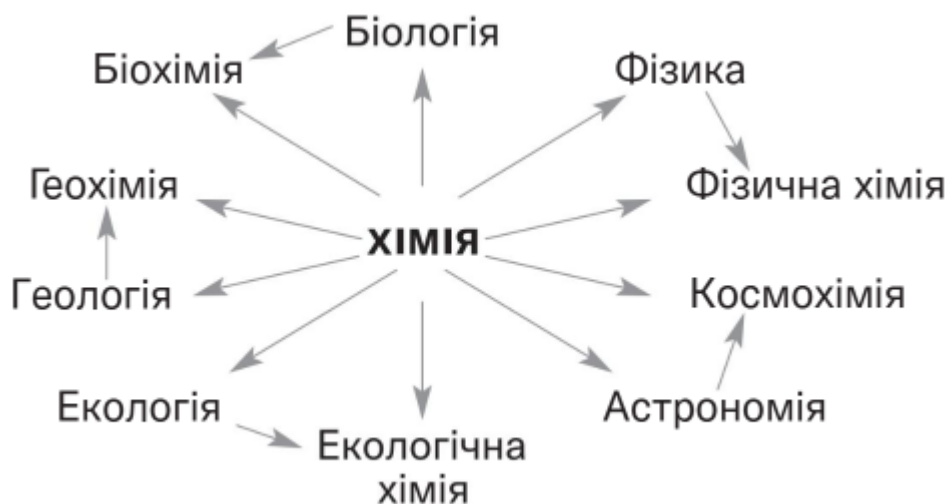 Біологія
Біохімія
Фізика
Геохімія
Фізична хімія
ХІМІЯ
Геологія
Космохімія
Екологія
Астрономія
Екологічна
хімія